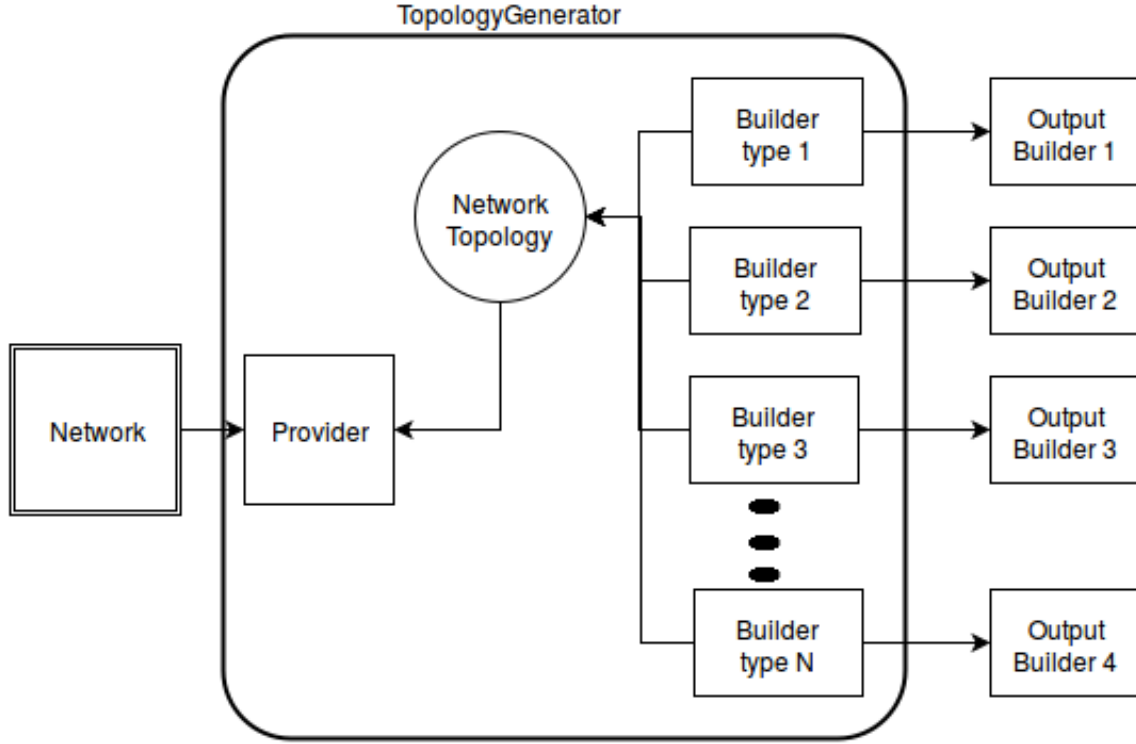 TopologyGenerator
Builder
type 1
Output
Builder 1
Network
Topology
Builder
type 2
Output
Builder 2
Network
Provider
Builder
type 3
Output
Builder 3
Builder
type N
Output
Builder 4